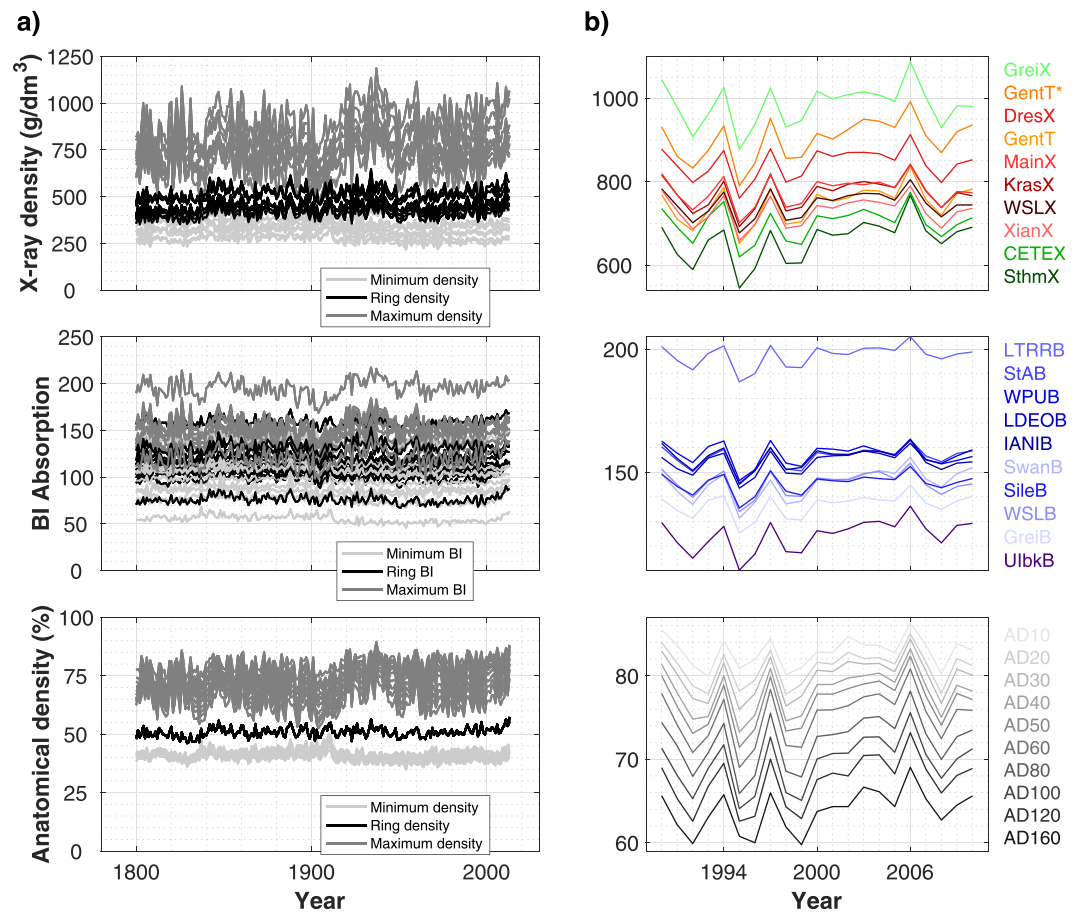 a)
X-ray density (g/dm³)
1250
1000
750
500
250
0
Minimum density
Ring density
Maximum density
BI Absorption
250
200
150
100
50
0
Minimum BI
Ring BI
Maximum BI
Anatomical density (%)
100
75
50
25
0
Minimum density
Ring density
Maximum density
1800
1900
2000
Year
b)
1000
800
600
GreiX
GentT*
DresX
GentT
MainX
KrasX
WSLX
XianX
CETEX
SthmX
200
150
LTRRB
StAB
WPUB
LDEOB
IANIB
SwanB
SileB
WSLB
GreiB
UIbkB
80
70
60
AD10
AD20
AD30
AD40
AD50
AD60
AD80
AD100
AD120
AD160
1994
2000
2006
Year